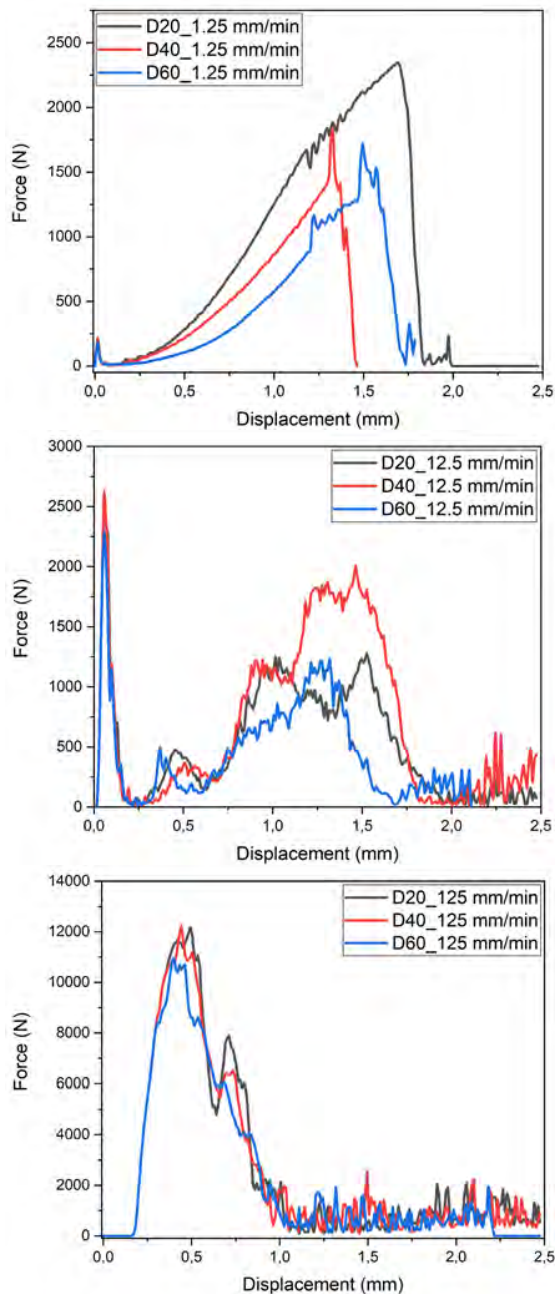 D20_1.25 mm/min
D40_1.25 mm/min
D60_1.25 mm/min
2500
2000
1500
1000
500
0
Force (N)
0,0 0,5 1,0 1,5 2,0 2,5
Displacement (mm)
D20_12.5 mm/min
D40_12.5 mm/min
D60_12.5 mm/min
3000
2500
2000
1500
1000
500
0
Force (N)
0,0 0,5 1,0 1,5 2,0 2,5
Displacement (mm)
D20_125 mm/min
D40_125 mm/min
D60_125 mm/min
14000
12000
10000
8000
6000
4000
2000
0
Force (N)
0,0 0,5 1,0 1,5 2,0 2,5
Displacement (mm)